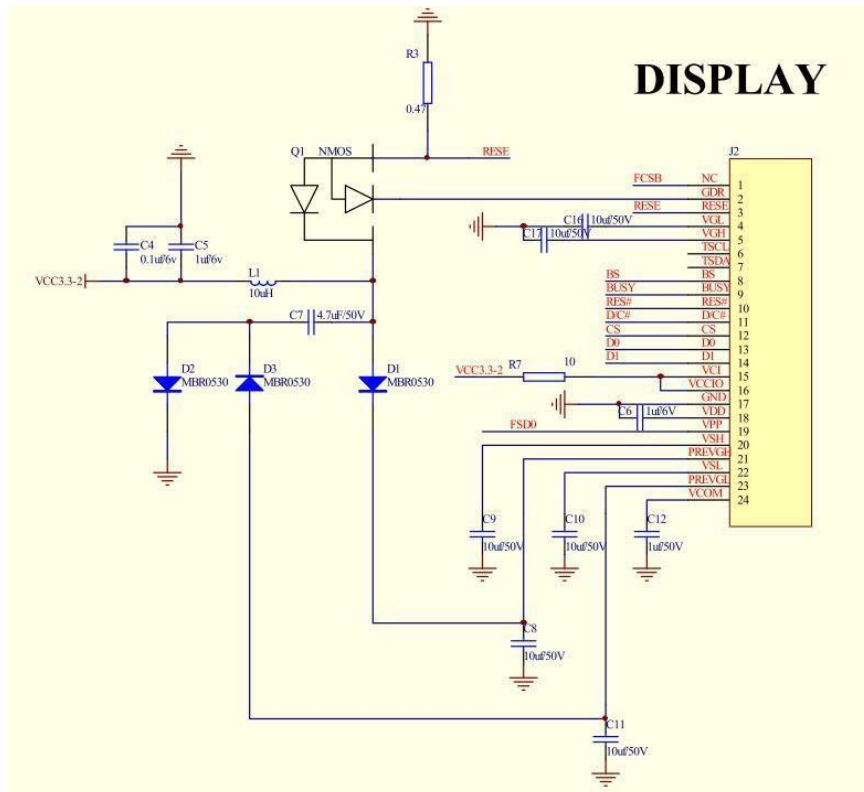 DISPLAY
R3
0.47
Q1 NMOS
RESE
J2
FCSB NC 1
GDR 2
RESE RESE 3
C16 10uf/50V VGL 4
C17 10uf/50V VGH 5
TSCL 6
TSDA 7
BS BS 8
BUSY BUSY 9
RES# RES# 10
D/C# D/C# 11
CS CS 12
D0 D0 13
D1 D1 14
VCC3.3-2 R7 10 VCI 15
VCCIO 16
GND 17
C6 1uf/6V VDD 18
FSD0 VPP 19
VSH 20
PREVGH 21
VSL 22
PREVGL 23
VCOM 24
C4
0.1uf/6v
C5
1uf/6v
VCC3.3-2
L1
10uH
C7 4.7uF/50V
D2
MBR0530
D3
MBR0530
D1
MBR0530
C9
10uf/50V
C10
10uf/50V
C12
1uf/50V
C8
10uf/50V
C11
10uf/50V